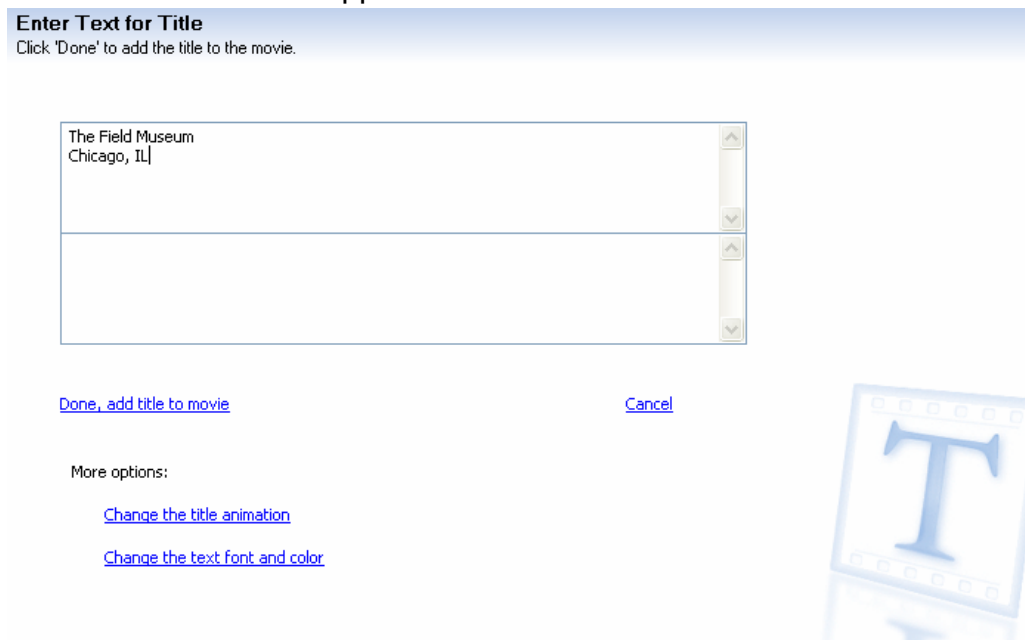 Enter Text for Title
Click 'Done' to add the title to the movie.
The Field Museum
Chicago, IL
Done, add title to movie
Cancel
More options:
Change the title animation
Change the text font and color
T